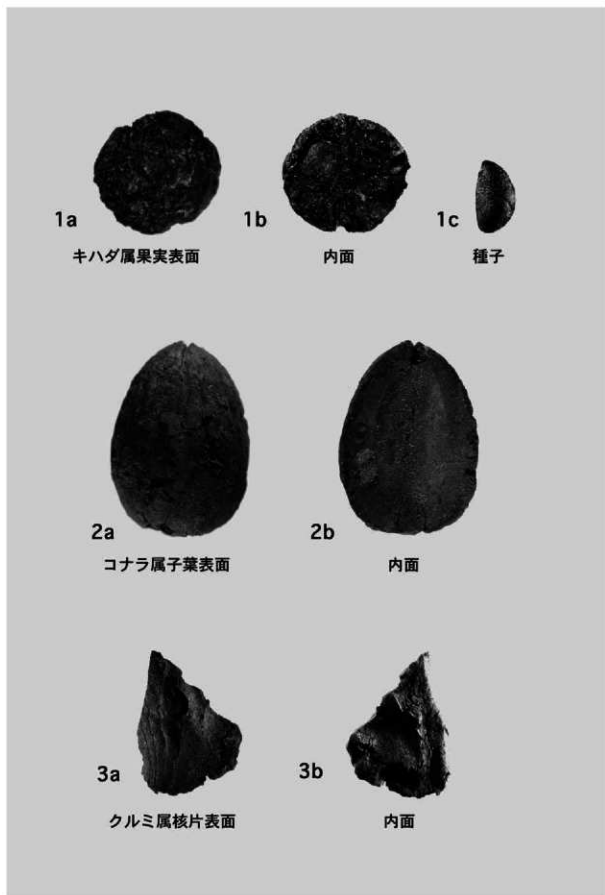 1a
1b
1c
キハダ属果実表面
内面
種子
2a
2b
コナラ属子葉表面
内面
3a
3b
クルミ属核片表面
内面